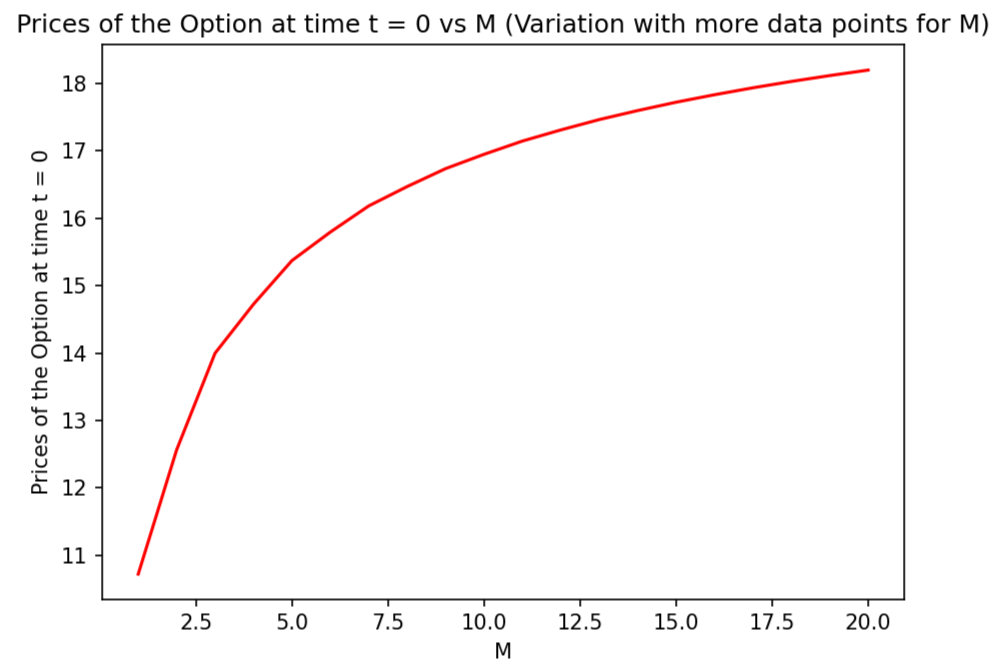 Prices of the Option at time t = 0 vs M (Variation with more data points for M)
Prices of the Option at time t = 0
18
17
16
15
14
13
12
11
2.5 5.0 7.5 10.0 12.5 15.0 17.5 20.0
M